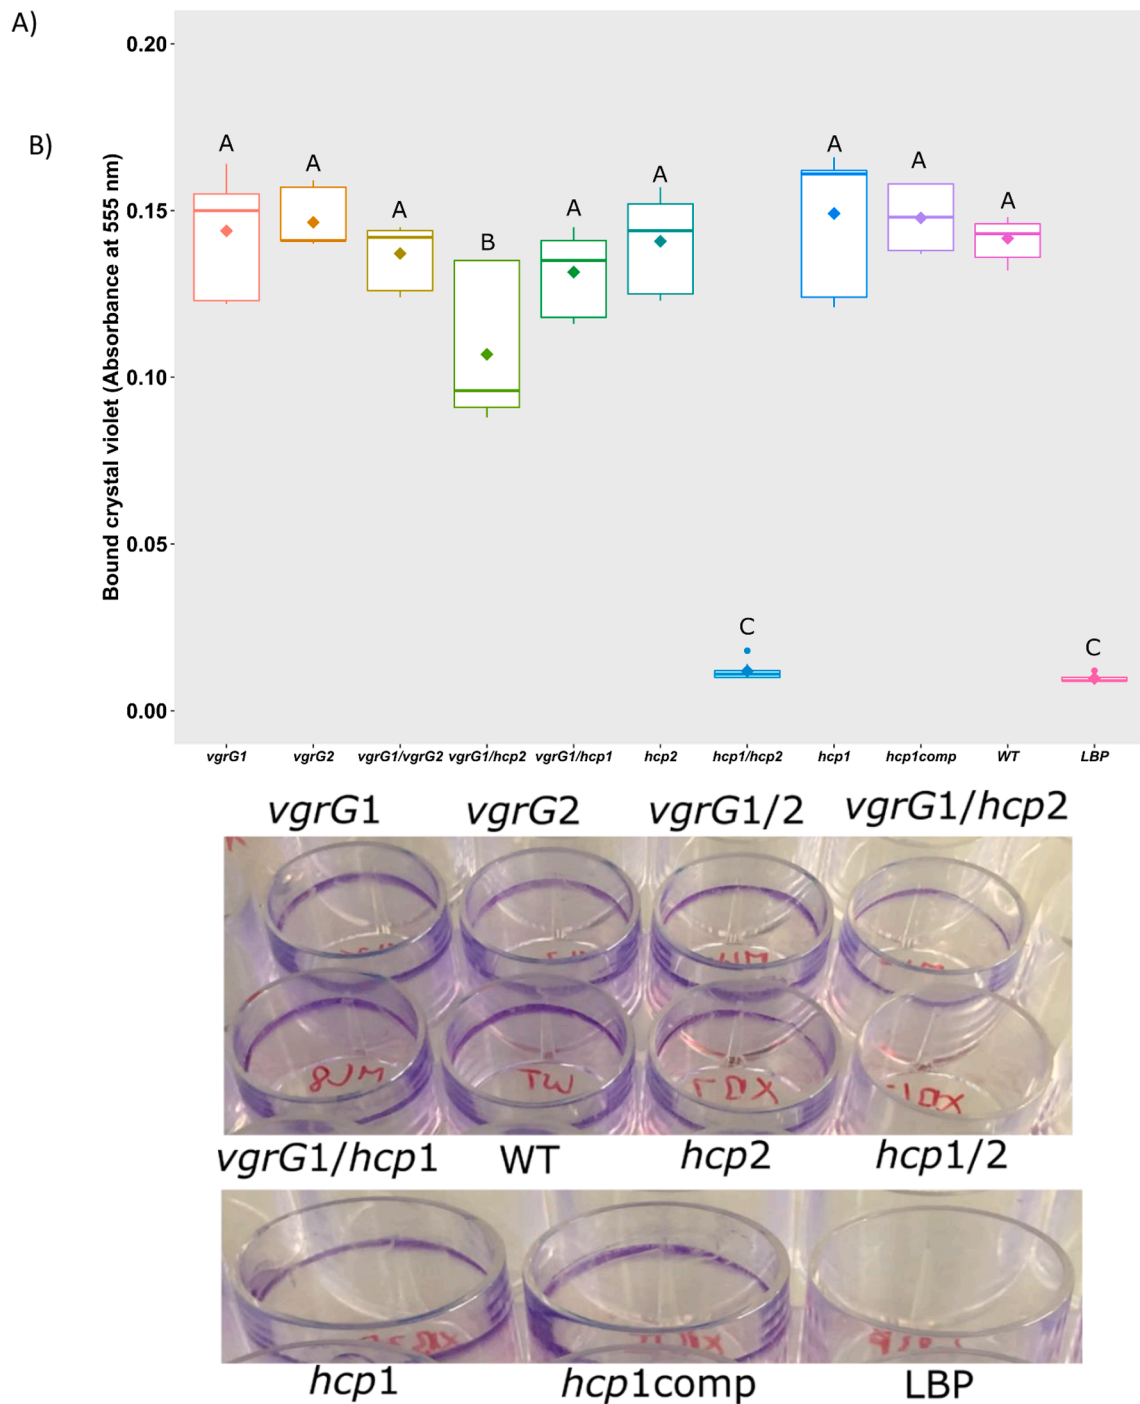 A)
B)
Bound crystal violet (Absorbance at 555 nm)
0.20
0.15
0.10
0.05
0.00
A A A B A A C A A A C
vgrG1 vgrG2 vgrG1/vgrG2 vgrG1/hcp2 vgrG1/hcp1 hcp2 hcp1/hcp2 hcp1 hcp1comp WT LBP
vgrG1 vgrG2 vgrG1/2 vgrG1/hcp2
WT
vgrG1/hcp1 WT hcp2 hcp1/2
hcp1 hcp1comp LBP